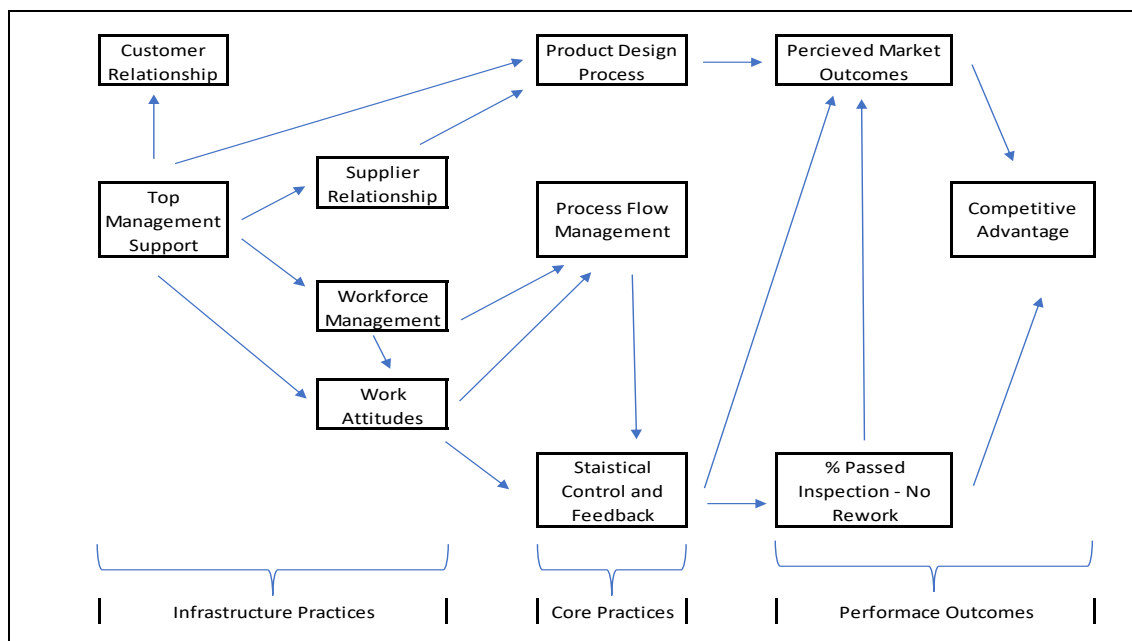 Customer
Relationship
Product Design
Process
Percieved Market
Outcomes
Top
Management
Support
Supplier
Relationship
Process Flow
Management
Competitive
Advantage
Workforce
Management
Work
Attitudes
Staistical
Control and
Feedback
% Passed
Inspection - No
Rework
Infrastructure Practices
Core Practices
Performace Outcomes